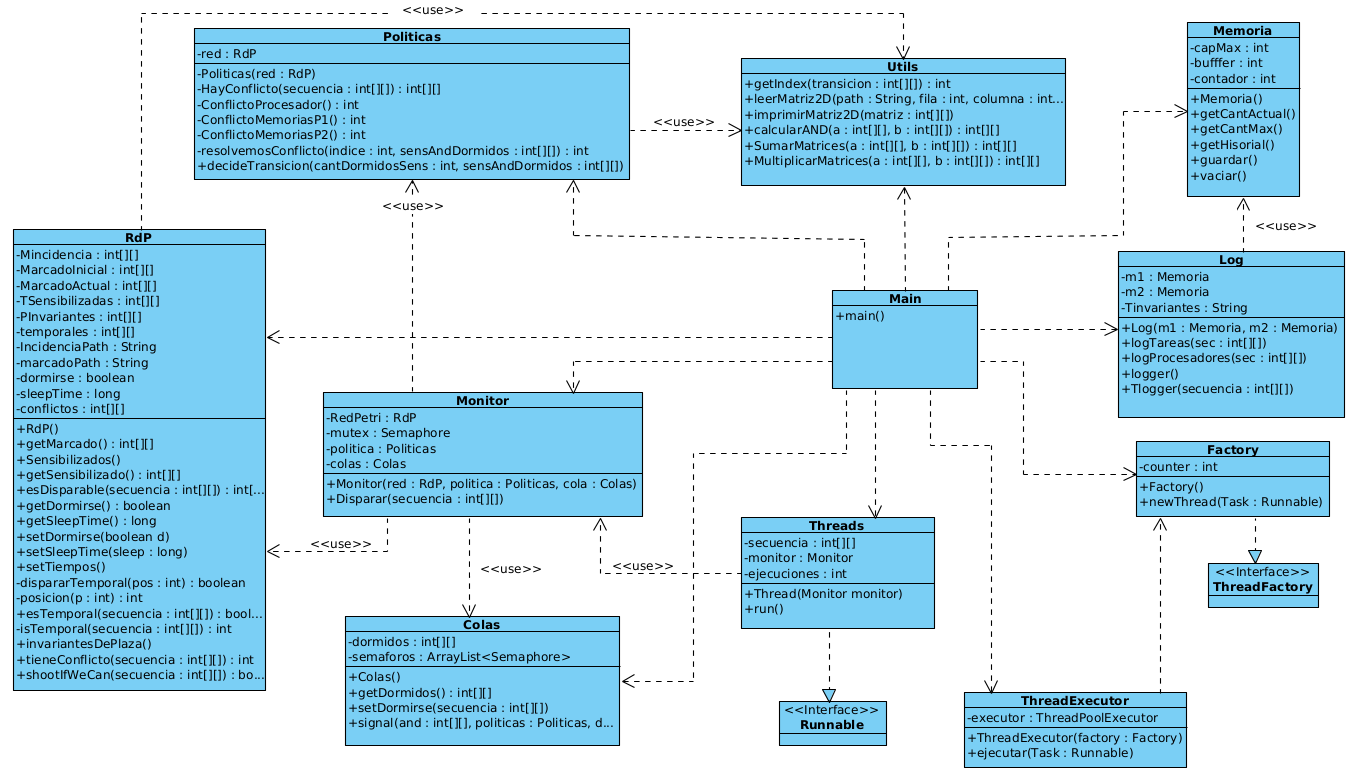 <<use>>
Politicas
-red : RdP
-Politicas(red : RdP)
-HayConflicto(secuencia : int[][]) : int[][]
-ConflictoProcesador() : int
-ConflictoMemoriasP1() : int
-ConflictoMemoriasP2() : int
-resolvemosConflicto(indice : int, sensAndDormidos : int[][]) : int
+decideTransicion(cantDormidosSens : int, sensAndDormidos : int[][])
<<use>>
Utils
+getIndex(transicion : int[][]) : int
+leerMatriz2D(path : String, fila : int, columna : int...
+imprimirMatriz2D(matriz : int[][])
+calcularAND(a : int[][], b : int[][]) : int[][]
+SumarMatrices(a : int[][], b : int[][]) : int[][]
+MultiplicarMatrices(a : int[][], b : int[][]) : int[][]
Memoria
-capMax : int
-bufffer : int
-contador : int
+Memoria()
+getCantActual()
+getCantMax()
+getHisorial()
+guardar()
+vaciar()
<<use>>
<<use>>
RdP
-Mincidencia : int[][]
-MarcadoInicial : int[][]
-MarcadoActual : int[][]
-TSensibilizadas : int[][]
-PInvariantes : int[][]
-temporales : int[][]
-IncidenciaPath : String
-marcadoPath : String
-dormirse : boolean
-sleepTime : long
-conflictos : int[][]
+RdP()
+getMarcado() : int[][]
+Sensibilizados()
+getSensibilizado() : int[][]
+esDisparable(secuencia : int[][]) : int[...
+getDormirse() : boolean
+getSleepTime() : long
+setDormirse(boolean d)
+setSleepTime(sleep : long)
+setTiempos()
-dispararTemporal(pos : int) : boolean
-posicion(p : int) : int
+esTemporal(secuencia : int[][]) : bool...
-isTemporal(secuencia : int[][]) : int
+invariantesDePlaza()
+tieneConflicto(secuencia : int[][]) : int
+shootIfWeCan(secuencia : int[][]) : bo...
Main
+main()
Log
-m1 : Memoria
-m2 : Memoria
-Tinvariantes : String
+Log(m1 : Memoria, m2 : Memoria)
+logTareas(sec : int[][])
+logProcesadores(sec : int[][])
+logger()
+Tlogger(secuencia : int[][])
Monitor
-RedPetri : RdP
-mutex : Semaphore
-politica : Politicas
-colas : Colas
+Monitor(red : RdP, politica : Politicas, cola : Colas)
+Disparar(secuencia : int[][])
<<use>>
<<use>>
<<use>>
Threads
-secuencia : int[][]
-monitor : Monitor
-ejecuciones : int
+Thread(Monitor monitor)
+run()
Factory
-counter : int
+Factory()
+newThread(Task : Runnable)
<<Interface>>
ThreadFactory
Colas
-dormidos : int[][]
-semaforos : ArrayList<Semaphore>
+Colas()
+getDormidos() : int[][]
+setDormirse(secuencia : int[][])
+signal(and : int[][], politicas : Politicas, d...
<<Interface>>
Runnable
ThreadExecutor
-executor : ThreadPoolExecutor
+ThreadExecutor(factory : Factory)
+ejecutar(Task : Runnable)